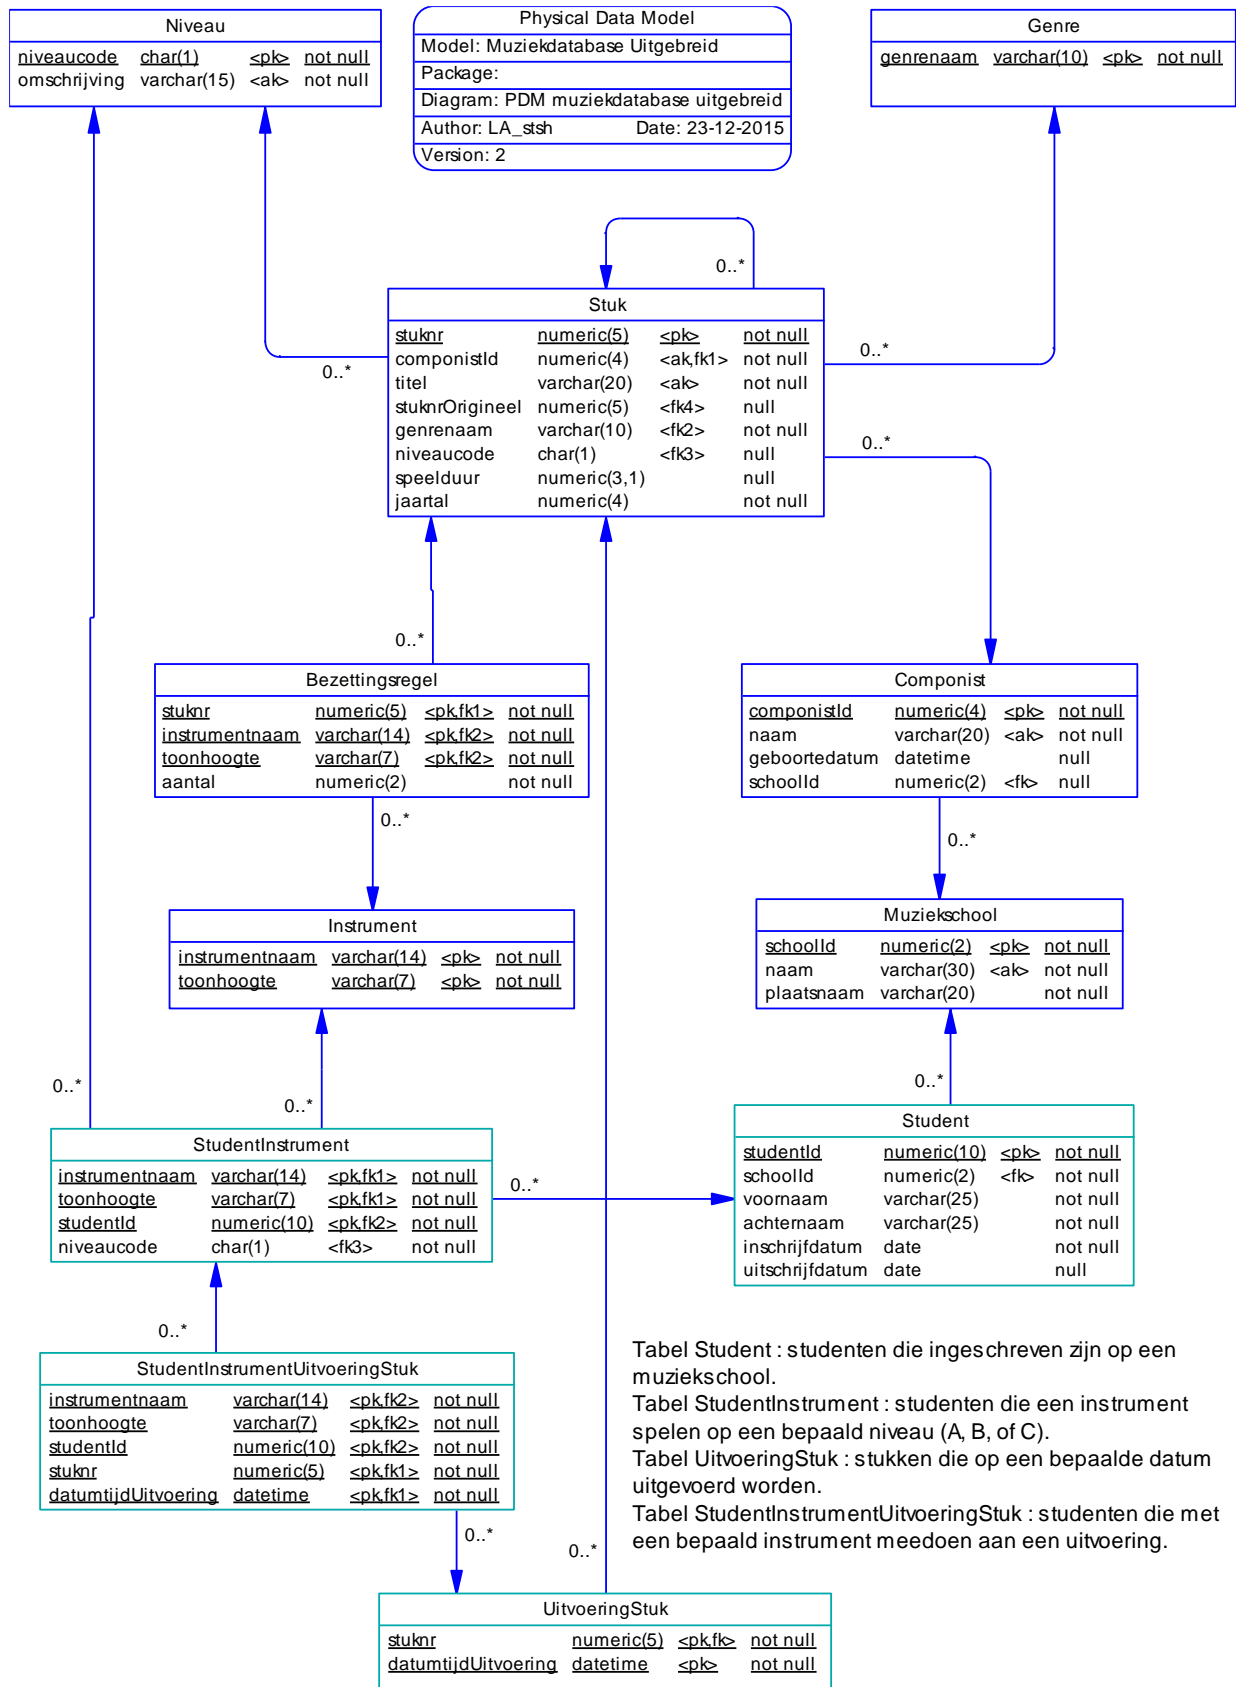 Niveau
niveaucode char(1) <pk> not null
omschrijving varchar(15) <ak> not null
Physical Data Model
Model: Muziekdatabase Uitgebreid
Package:
Diagram: PDM muziekdatabase uitgebreid
Author: LA_stsh Date: 23-12-2015
Version: 2
Genre
genrenaam varchar(10) <pk> not null
0..*
Stuk
stuknr numeric(5) <pk> not null
componistId numeric(4) <ak,fk1> not null
titel varchar(20) <ak> not null
stuknrOrigineel numeric(5) <fk4> null
genrenaam varchar(10) <fk2> not null
niveaucode char(1) <fk3> null
speelduur numeric(3,1) null
jaartal numeric(4) not null
0..*
0..*
0..*
0..*
Bezettingsregel
stuknr numeric(5) <pk,fk1> not null
instrumentnaam varchar(14) <pk,fk2> not null
toonhoogte varchar(7) <pk,fk2> not null
aantal numeric(2) not null
0..*
Componist
componistId numeric(4) <pk> not null
naam varchar(20) <ak> not null
geboortedatum datetime null
schoolId numeric(2) <fk> null
0..*
Instrument
instrumentnaam varchar(14) <pk> not null
toonhoogte varchar(7) <pk> not null
Muziekschool
schoolId numeric(2) <pk> not null
naam varchar(30) <ak> not null
plaatsnaam varchar(20) not null
0..*
0..*
0..*
StudentInstrument
instrumentnaam varchar(14) <pk,fk1> not null
toonhoogte varchar(7) <pk,fk1> not null
studentId numeric(10) <pk,fk2> not null
niveaucode char(1) <fk3> not null
0..*
Student
studentId numeric(10) <pk> not null
schoolId numeric(2) <fk> not null
voornaam varchar(25) not null
achternaam varchar(25) not null
inschrijfdatum date not null
uitschrijfdatum date null
0..*
StudentInstrumentUitvoeringStuk
instrumentnaam varchar(14) <pk,fk2> not null
toonhoogte varchar(7) <pk,fk2> not null
studentId numeric(10) <pk,fk2> not null
stuknr numeric(5) <pk,fk1> not null
datumtijdUitvoering datetime <pk,fk1> not null
Tabel Student : studenten die ingeschreven zijn op een
muziekschool.
Tabel StudentInstrument : studenten die een instrument
spelen op een bepaald niveau (A, B, of C).
Tabel UitvoeringStuk : stukken die op een bepaalde datum
uitgevoerd worden.
Tabel StudentInstrumentUitvoeringStuk : studenten die met
een bepaald instrument meedoen aan een uitvoering.
0..*
0..*
UitvoeringStuk
stuknr numeric(5) <pk,fk> not null
datumtijdUitvoering datetime <pk> not null